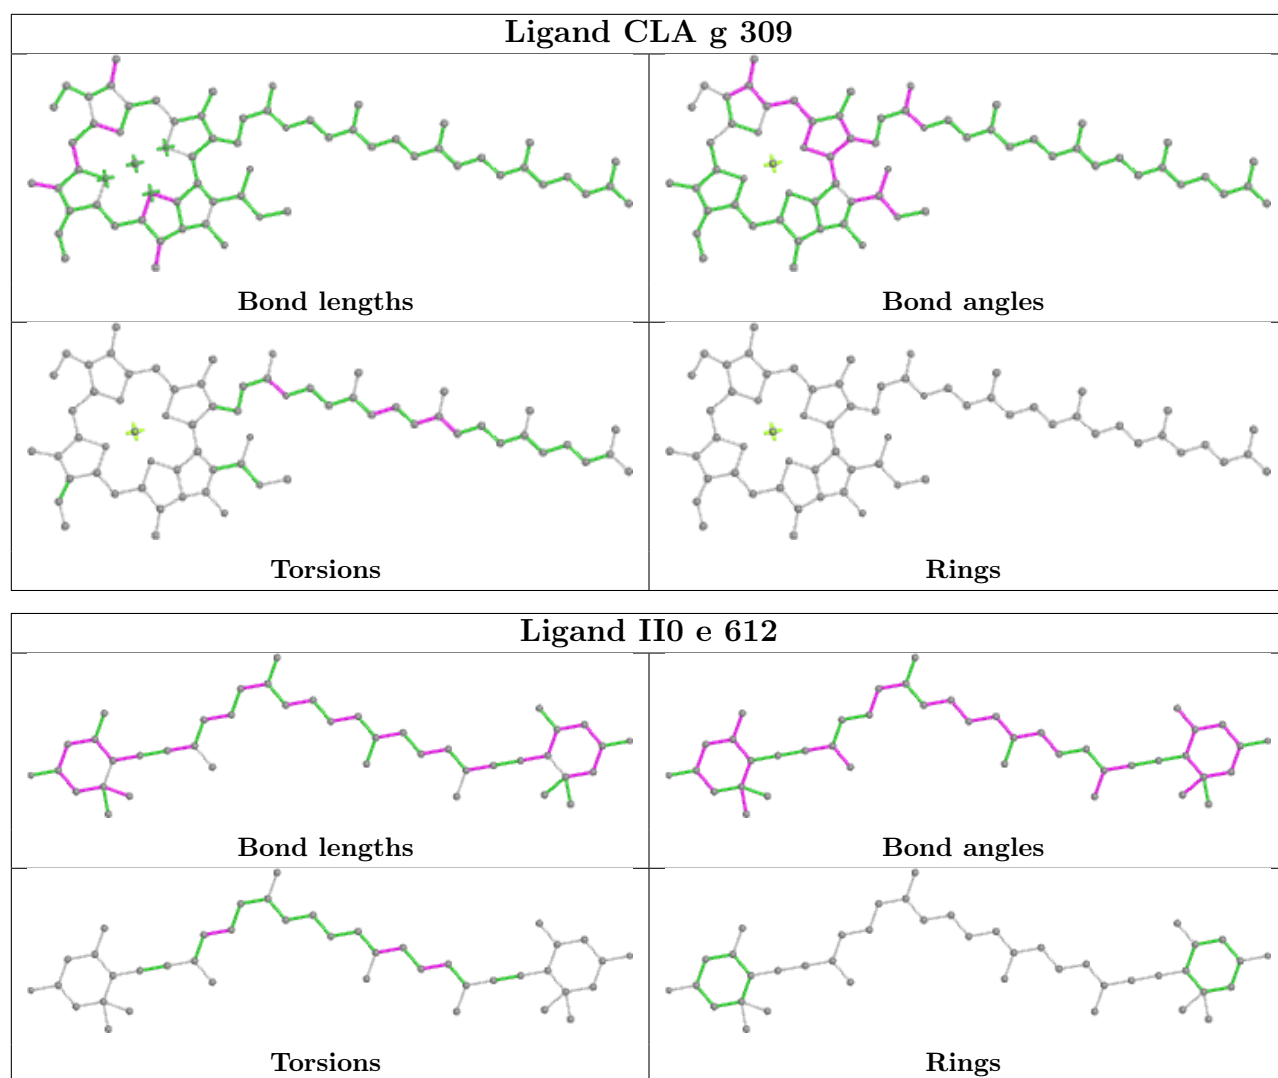 Ligand CLA g 309
Bond lengths
Bond angles
Torsions
Rings
Ligand II0 e 612
Bond lengths
Bond angles
Torsions
Rings